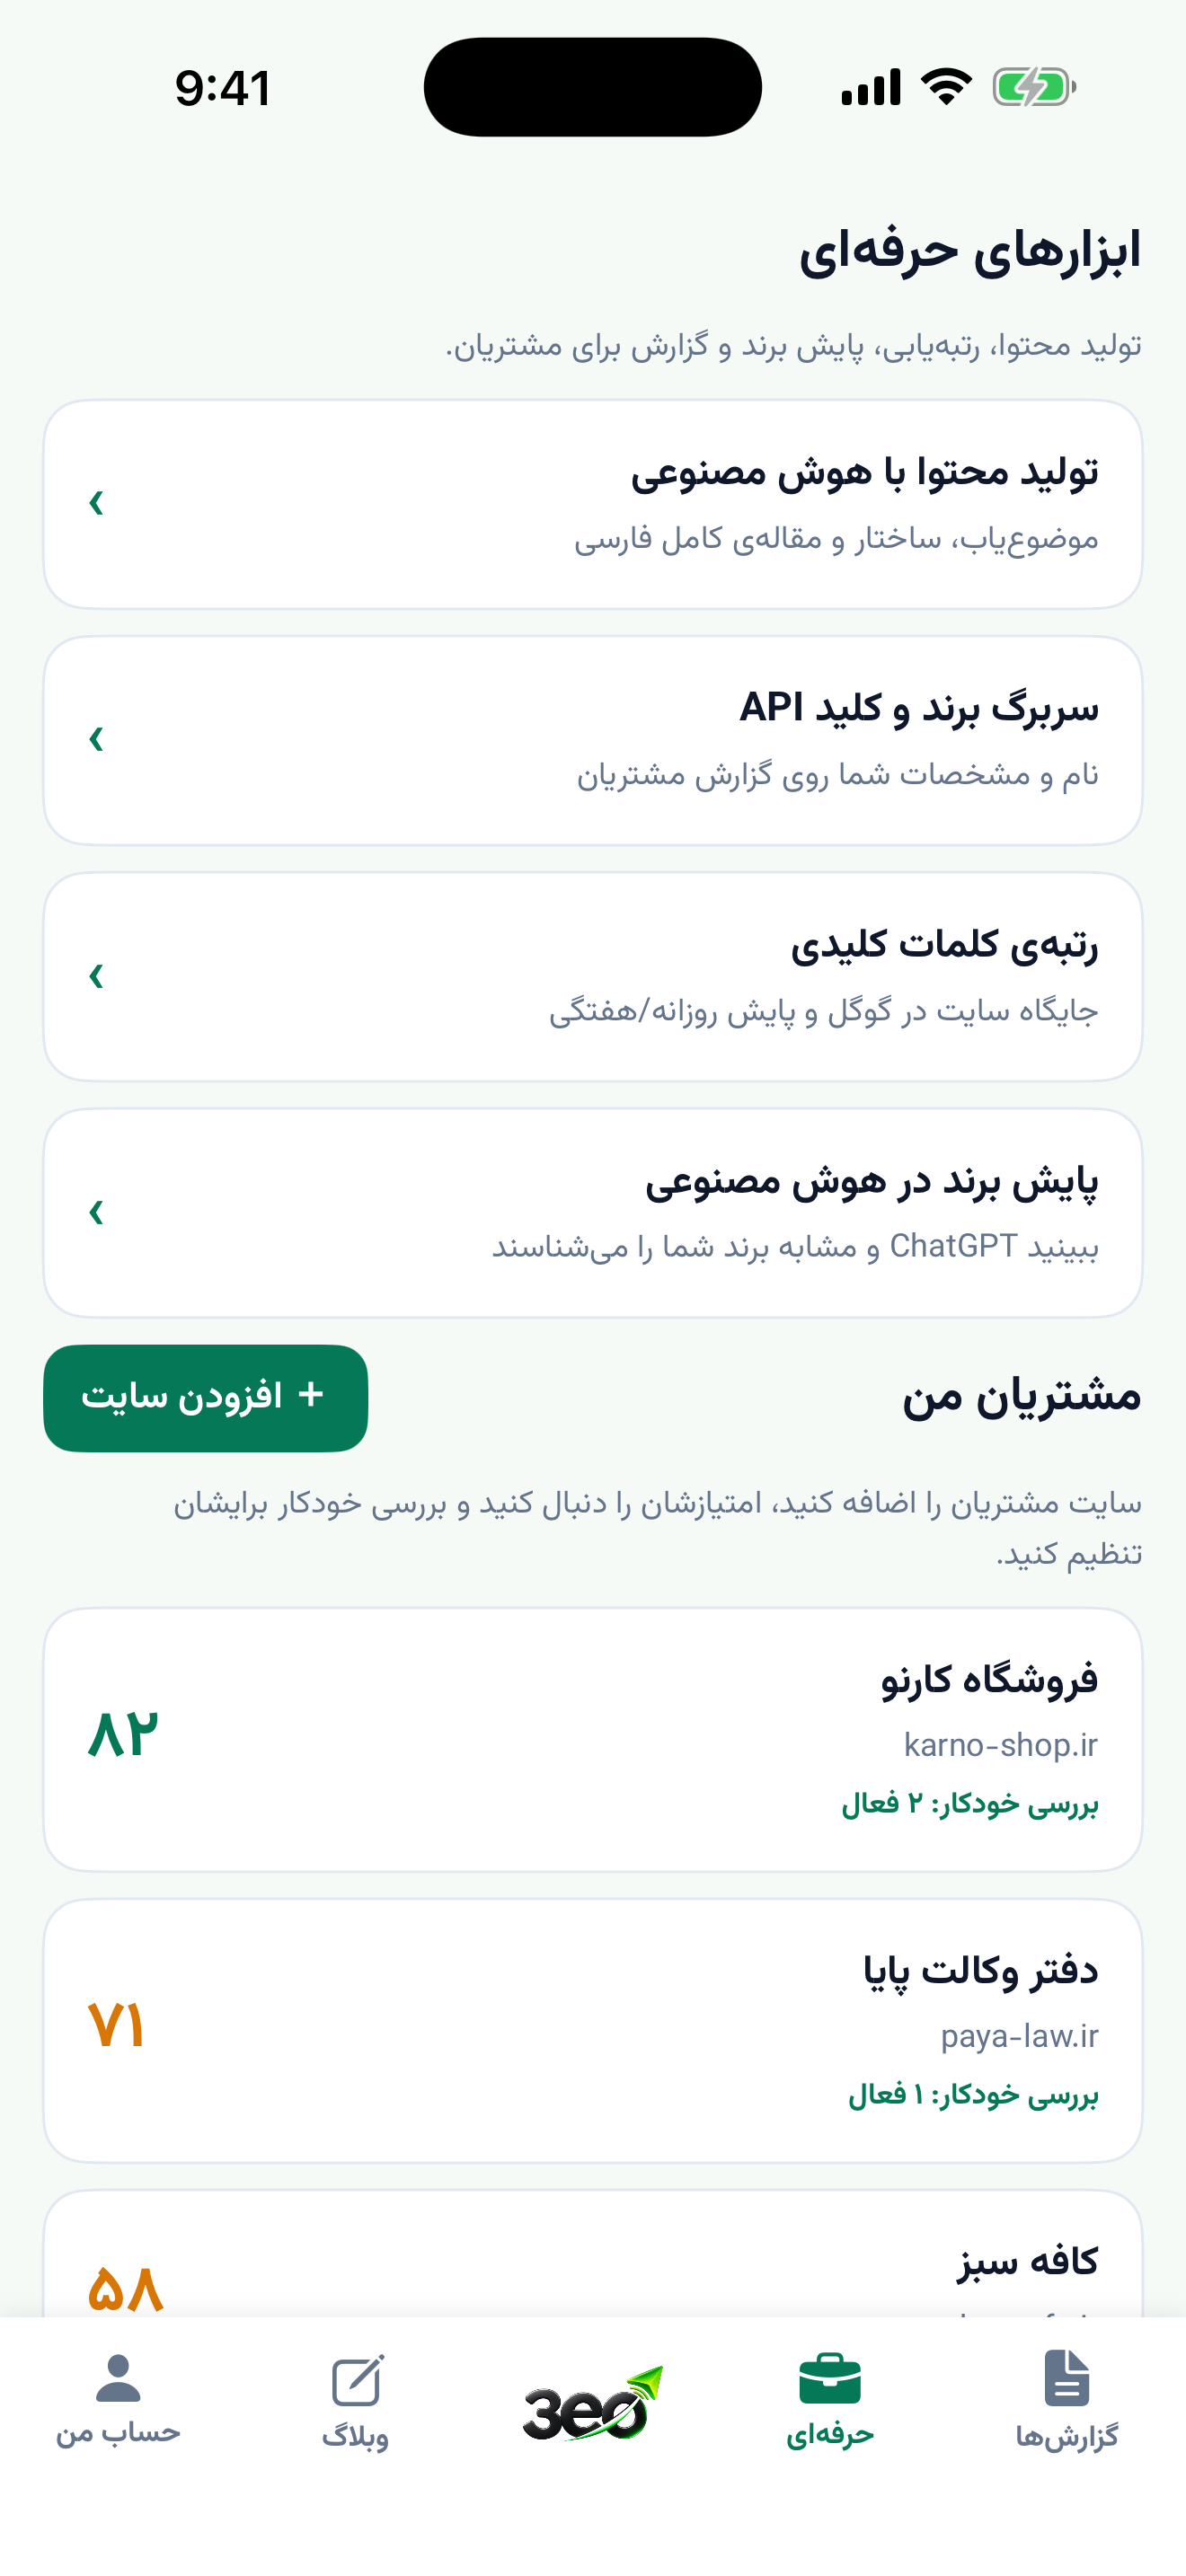 9:41
ابزارهای حرفه‌ای
تولید محتوا، رتبه‌یابی، پایش برند و گزارش برای مشتریان.
تولید محتوا با هوش مصنوعی
موضوع‌یاب، ساختار و مقاله‌ی کامل فارسی
سربرگ برند و کلید API
نام و مشخصات شما روی گزارش مشتریان
رتبه‌ی کلمات کلیدی
جایگاه سایت در گوگل و پایش روزانه/هفتگی
پایش برند در هوش مصنوعی
ببینید ChatGPT و مشابه برند شما را می‌شناسند
مشتریان من
+ افزودن سایت
سایت مشتریان را اضافه کنید، امتیازشان را دنبال کنید و بررسی خودکار برایشان
تنظیم کنید.
فروشگاه کارنو
karno-shop.ir
بررسی خودکار: ۲ فعال
۸۲
دفتر وکالت پایا
paya-law.ir
بررسی خودکار: ۱ فعال
۷۱
کافه سبز
۵۸
گزارش‌ها
حرفه‌ای
3eo
وبلاگ
حساب من